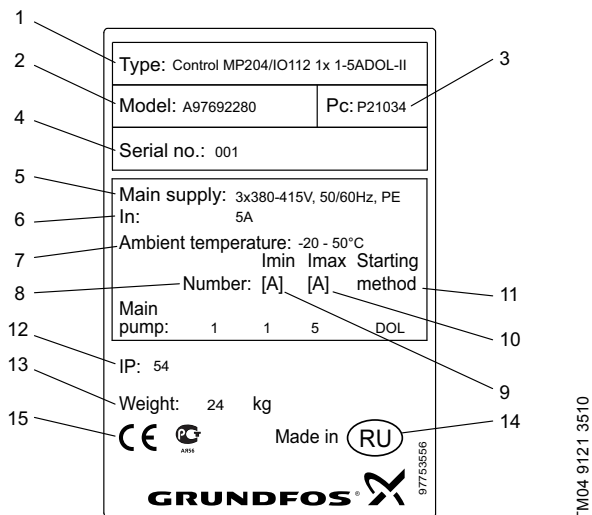 1
Type: Control MP204/IO112 1x 1-5ADOL-II
2
3
Model: A97692280 Pc: P21034
4
Serial no.: 001
5
Main supply: 3x380-415V, 50/60Hz, PE
6
In: 5A
7
Ambient temperature: -20 - 50°C
Imin Imax Starting
8
Number: [A] [A] method
11
Main
pump: 1 1 5 DOL
10
12
IP: 54
9
13
Weight: 24 kg
14
15
CE PCT AR56 Made in RU
97753556
GRUNDFOS
TM04 9121 3510